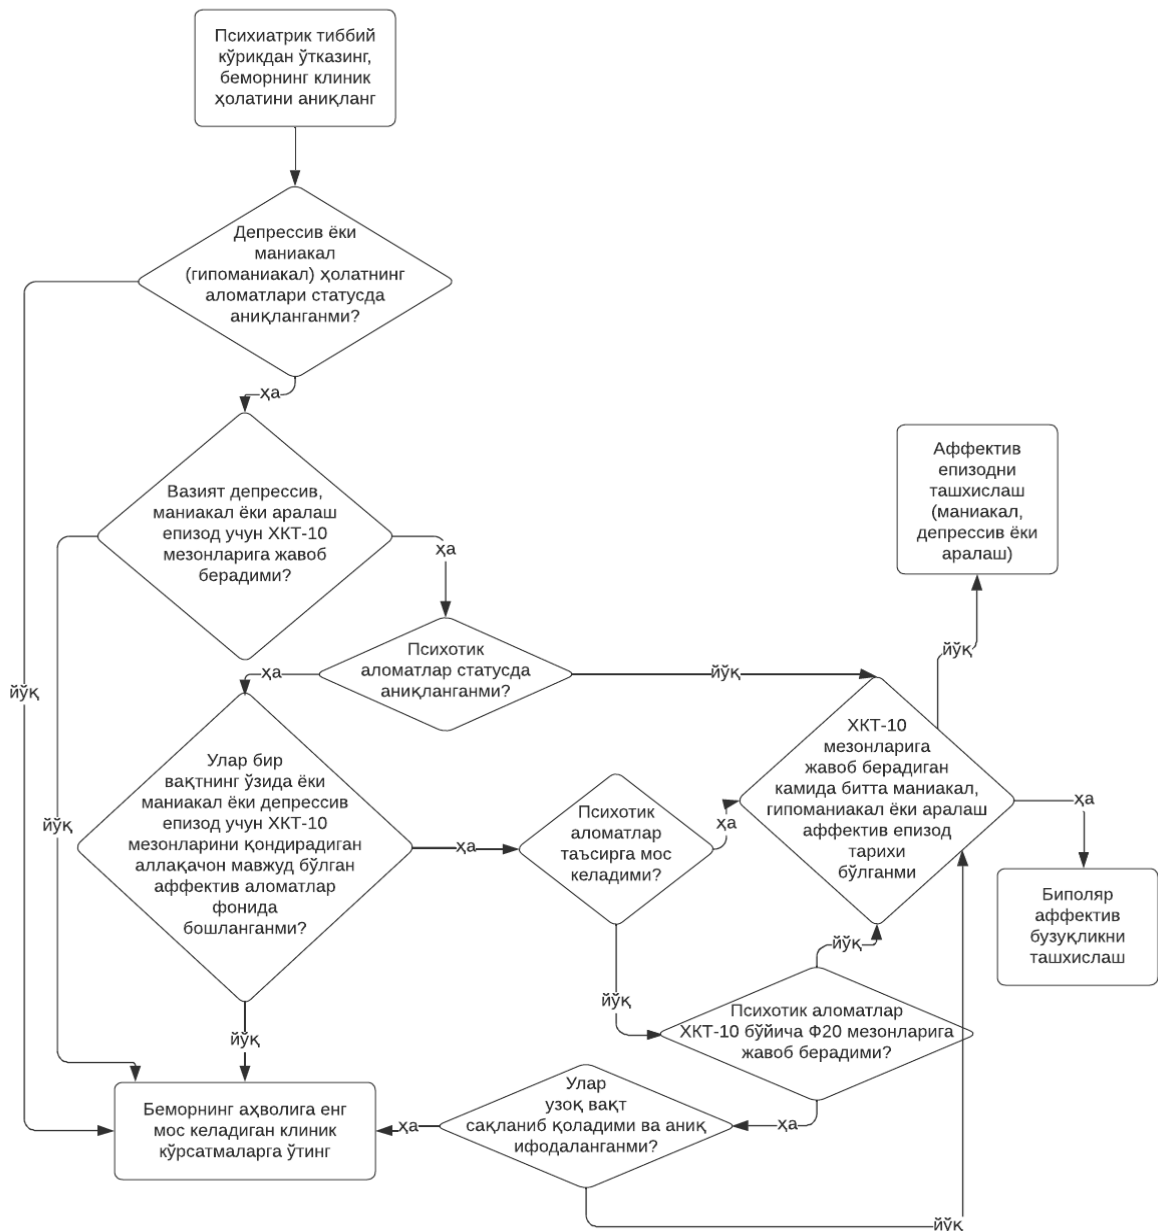 Психиатрик тиббий
кўрикдан ўтказинг,
беморнинг клиник
ҳолатини аниқланг
Депрессив ёки
маниакал
(гипоманиакал) ҳолатнинг
аломатлари статусда
аниқланганми?
ҳа
йўқ
Вазият депрессив,
маниакал ёки аралаш
епизод учун ХКТ-10
мезонларига жавоб
берадими?
ҳа
йўқ
Психотик
аломатлар статусда
аниқланганми?
ҳа
йўқ
Аффектив
епизодни
ташхислаш
(маниакал,
депрессив ёки
аралаш)
йўқ
ХКТ-10
мезонларига
жавоб берадиган
камида битта маниакал,
гипоманиакал ёки аралаш
аффектив епизод
тарихи
бўлганми
ҳа
Улар бир
вақтнинг ўзида ёки
маниакал ёки депрессив
епизод учун ХКТ-10
мезонларини қондирадиган
аллақачон мавжуд бўлган
аффектив аломатлар
фонида
бошланганми?
ҳа
йўқ
Психотик
аломатлар
таъсирга мос
келадими?
ҳа
йўқ
Биполяр
аффектив
бузуқликни
ташхислаш
йўқ
Психотик аломатлар
ХКТ-10 бўйича Ф20 мезонларига
жавоб берадими?
ҳа
Улар
узоқ вақт
сақланиб қоладими ва аниқ
ифодаланганми?
ҳа
йўқ
Беморнинг аҳволига енг
мос келадиган клиник
кўрсатмаларга ўтинг